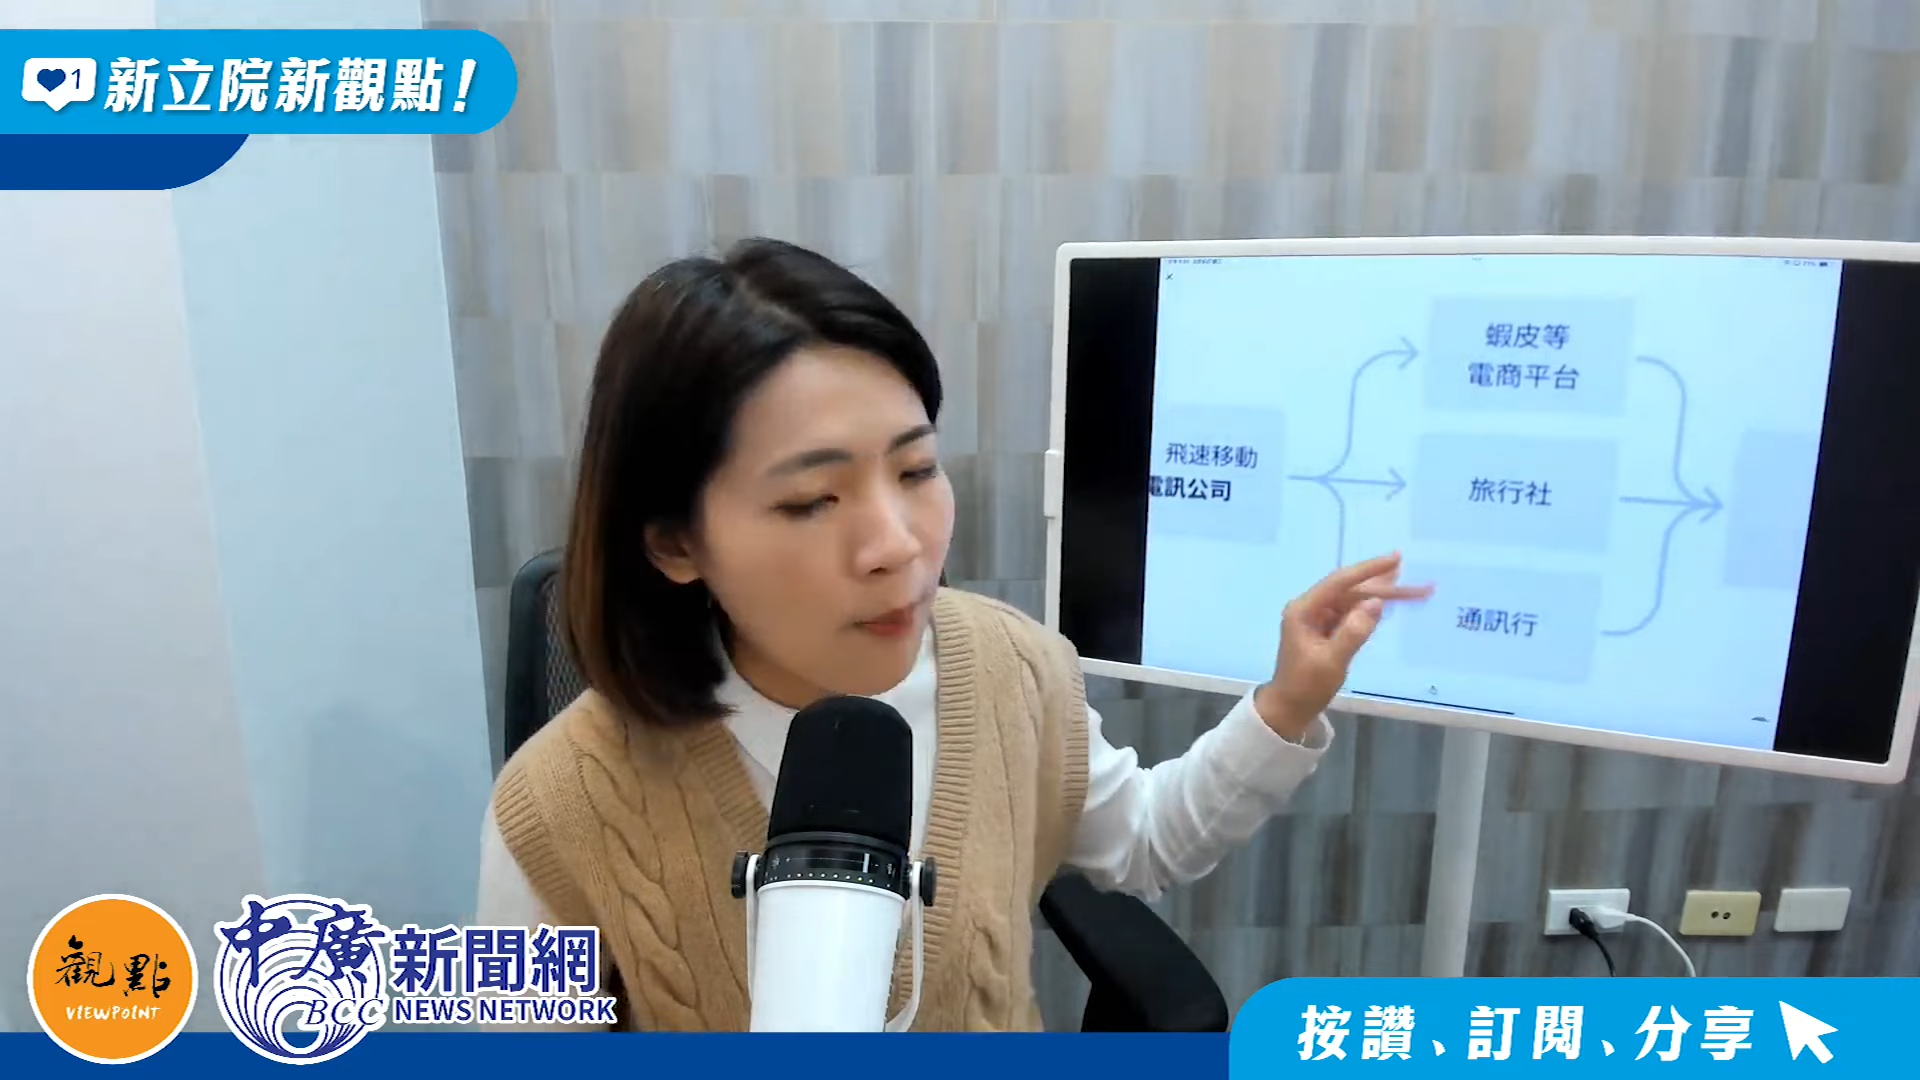 新立院新觀點！
1
蝦皮等
電商平台
飛速移動
電訊公司
旅行社
通訊行
觀點
VIEWPOINT
中廣
BCC
新聞網
NEWS NETWORK
按讚、訂閱、分享